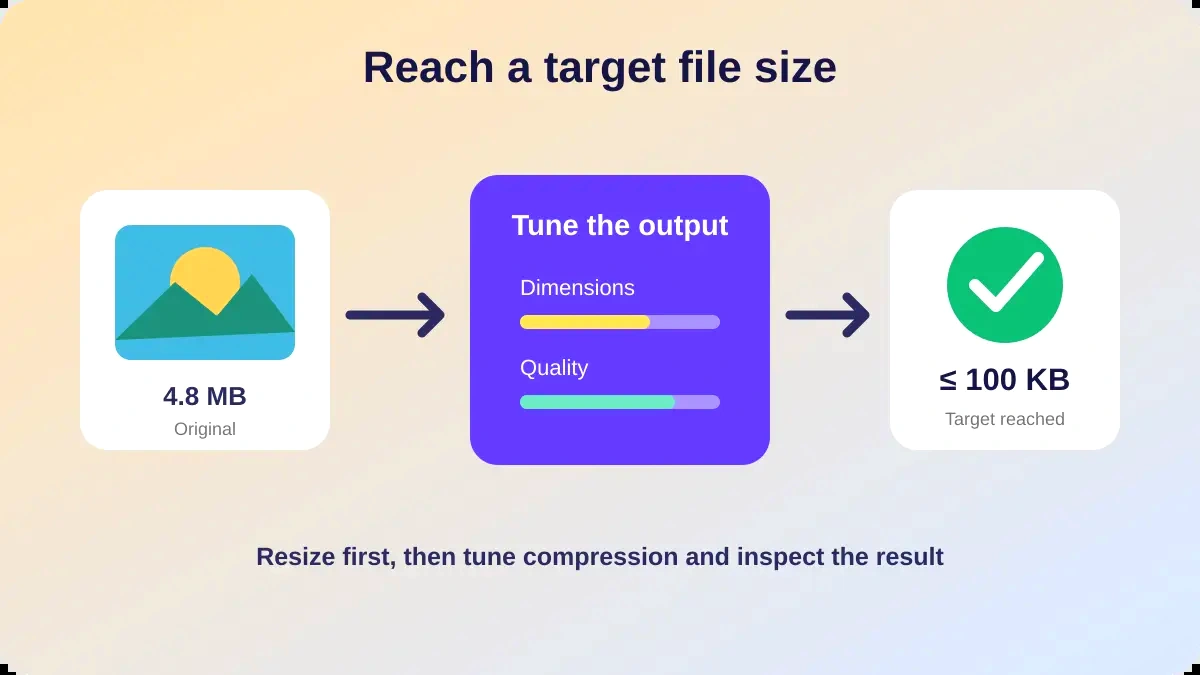 Reach a target file size
4.8 MB
Original
Tune the output
Dimensions
Quality
≤ 100 KB
Target reached
Resize first, then tune compression and inspect the result